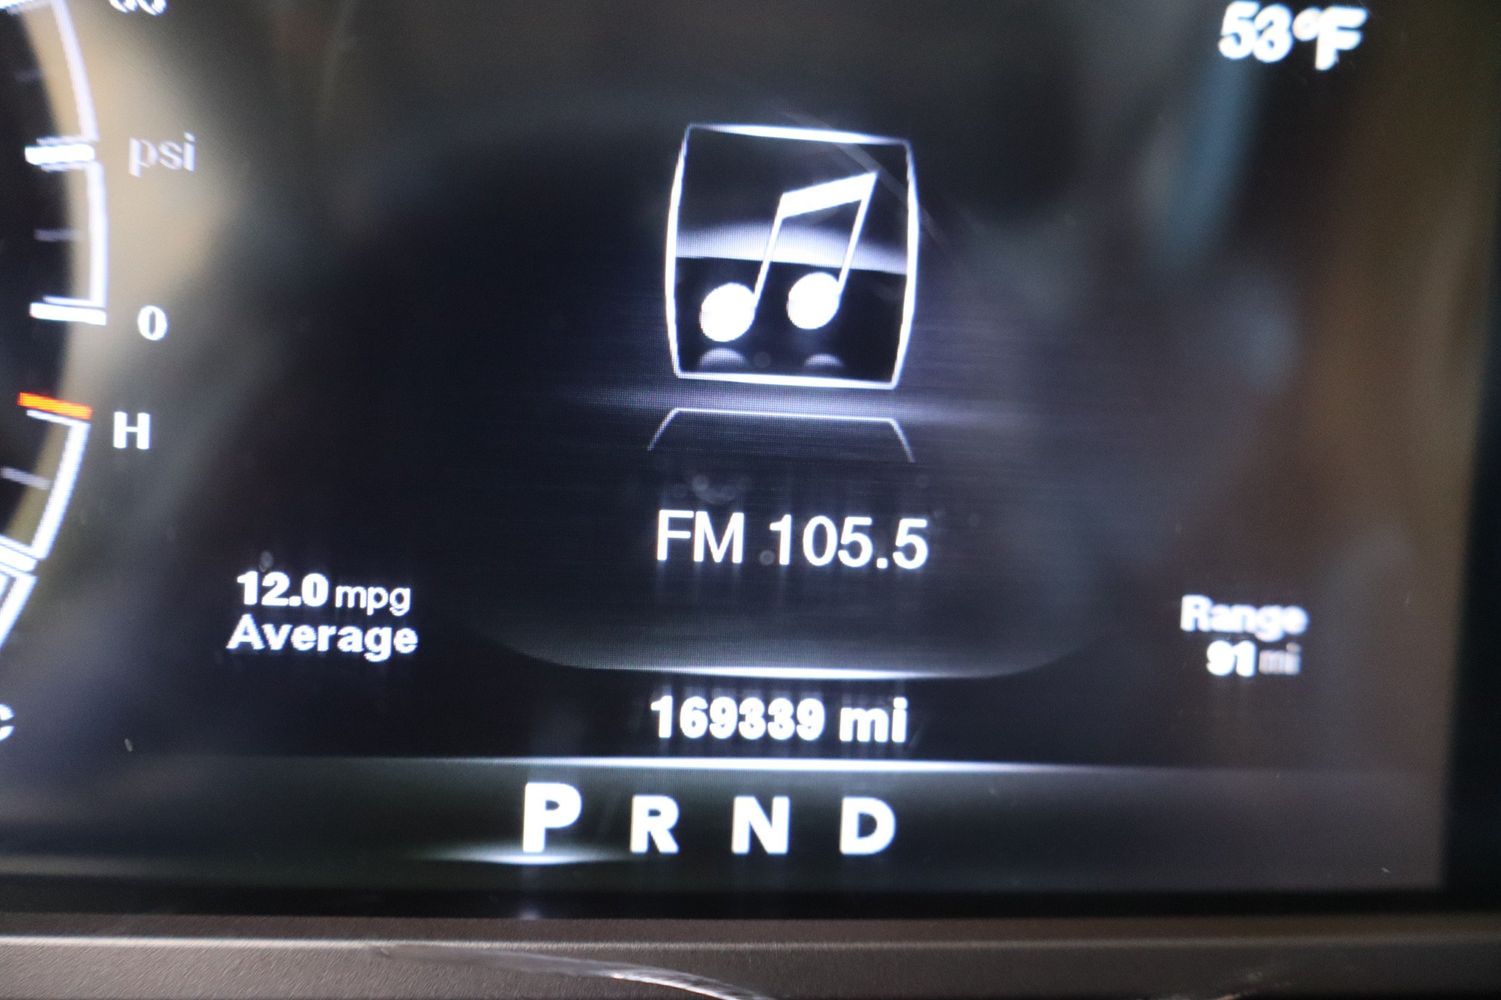 53°F
psi
0
H
FM 105.5
12.0 mpg
Average
Range
91 mi
169339 mi
P R N D